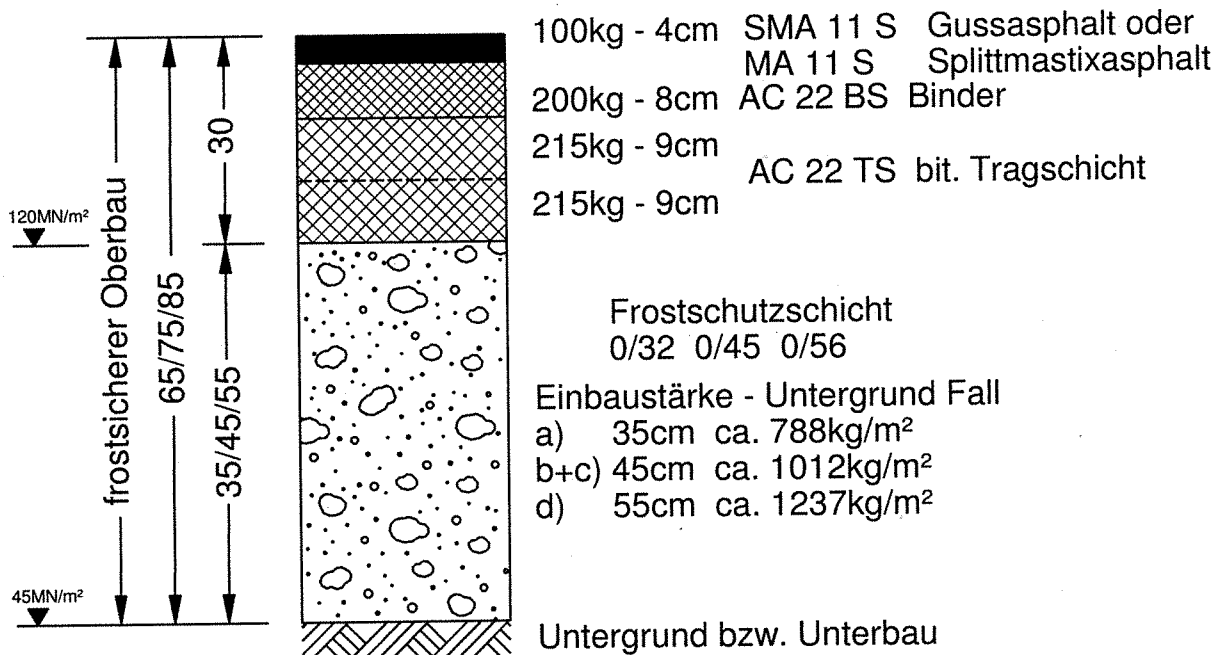 100kg - 4cm SMA 11 S Gussasphalt oder
MA 11 S Splittmastixasphalt
200kg - 8cm AC 22 BS Binder
215kg - 9cm
AC 22 TS bit. Tragschicht
215kg - 9cm
30
120MN/m²
frostsicherer Oberbau
65/75/85
35/45/55
Frostschutzschicht
0/32 0/45 0/56
Einbaustärke - Untergrund Fall
a) 35cm ca. 788kg/m²
b+c) 45cm ca. 1012kg/m²
d) 55cm ca. 1237kg/m²
45MN/m²
Untergrund bzw. Unterbau